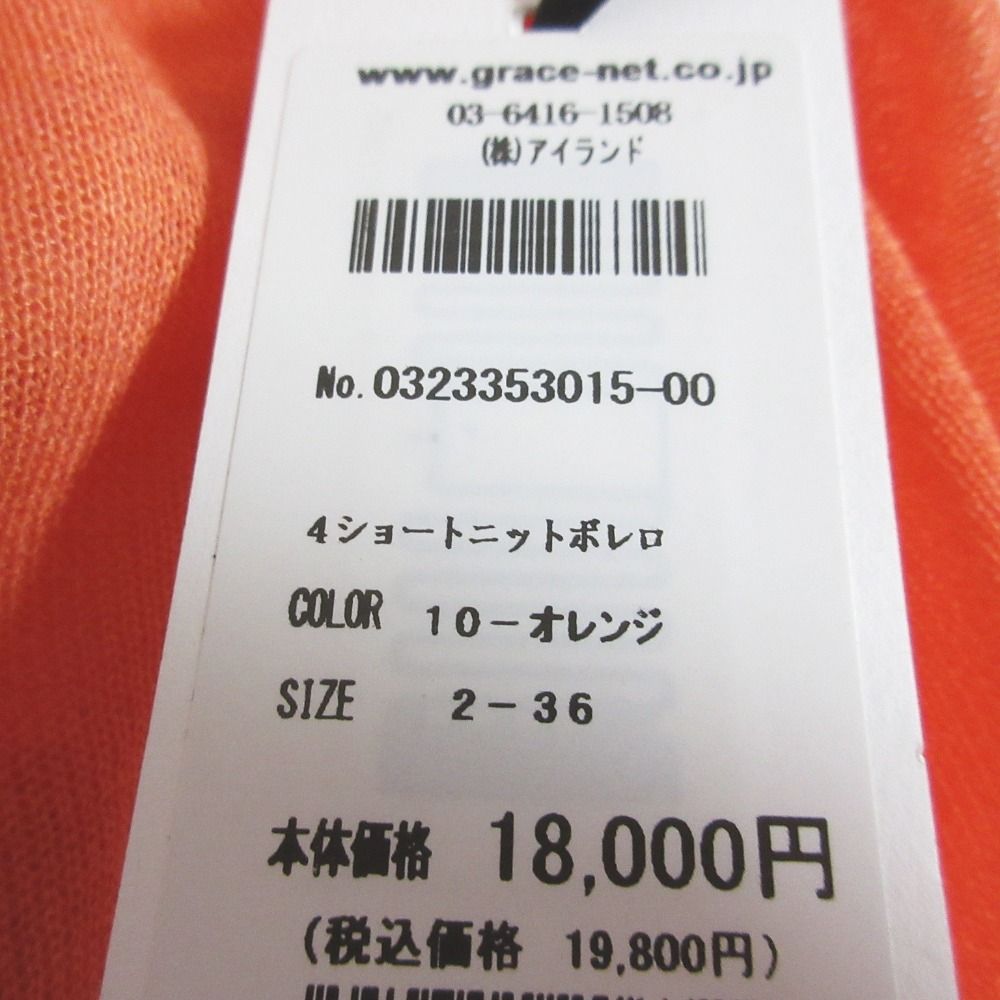 www.grace-net.co.jp
03-6416-1508
(株)アイランド
No.0323353015-00
4ショートニットボレロ
COLOR 10-オレンジ
SIZE 2-36
本体価格 18,000円
(税込価格 19,800円)